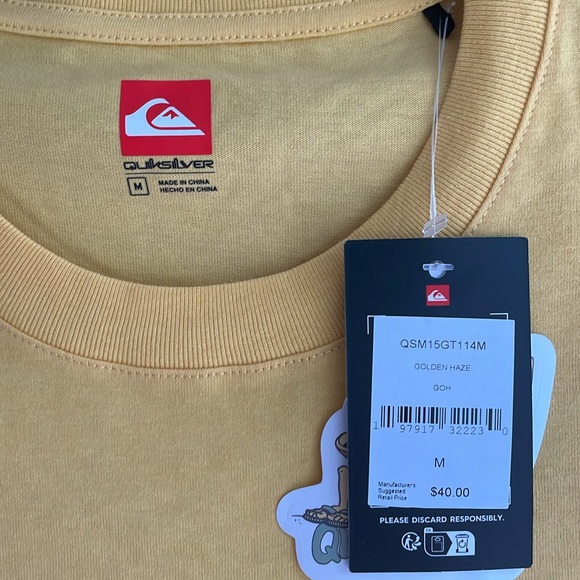 QUIKSILVER
M
MADE IN CHINA
HECHO EN CHINA
QSM15GT114M
GOLDEN HAZE
GOH
1 97917 32223 0
M
Manufacturer's
Suggested
Retail Price
$40.00
PLEASE DISCARD RESPONSIBLY.